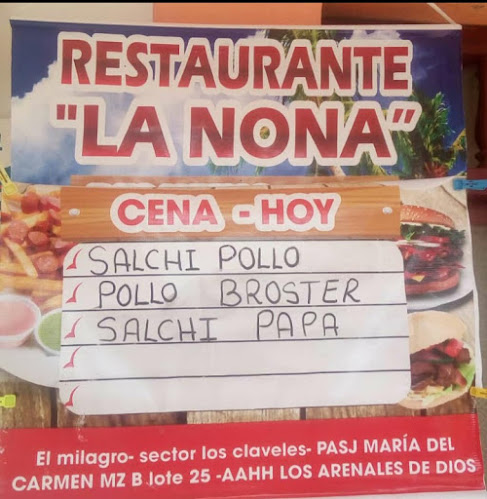 RESTAURANTE
"LA NONA"
CENA - HOY
SALCHI POLLO
POLLO BROSTER
SALCHI PAPA
El milagro- sector los claveles- PASJ MARÍA DEL
CARMEN MZ B lote 25 -AAHH LOS ARENALES DE DIOS